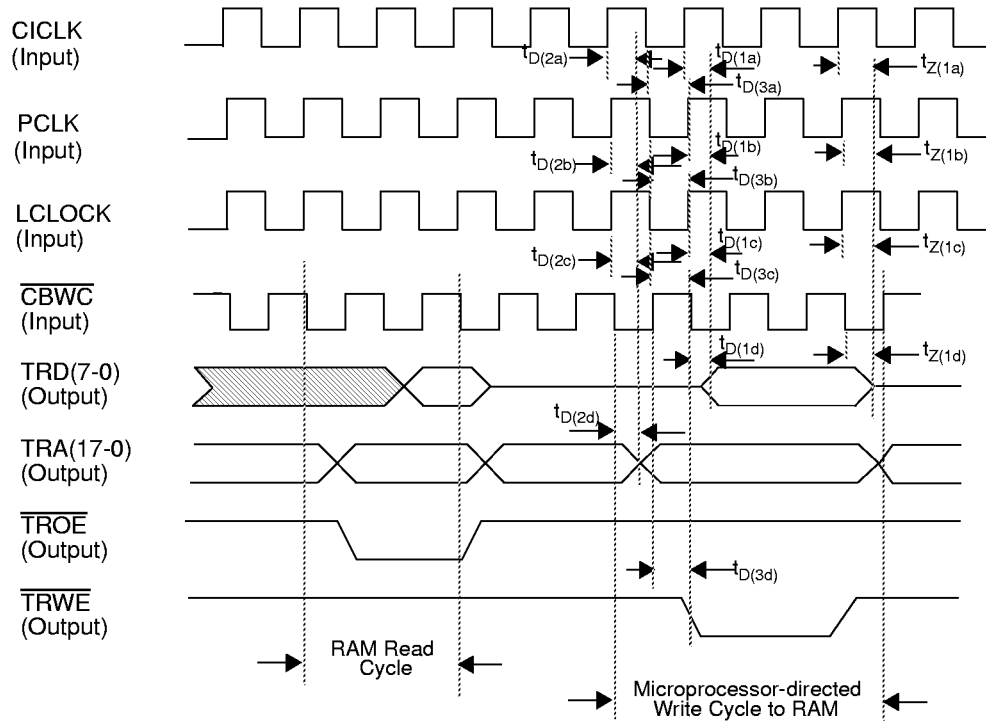 CICLK
(Input)
tD(2a)
tD(1a)
tZ(1a)
tD(3a)
PCLK
(Input)
tD(1b)
tD(2b)
tZ(1b)
tD(3b)
LCLOCK
(Input)
tD(1c)
tD(2c)
tZ(1c)
tD(3c)
CBWC
(Input)
tD(1d)
tZ(1d)
TRD(7-0)
(Output)
tD(2d)
TRA(17-0)
(Output)
TROE
(Output)
tD(3d)
TRWE
(Output)
RAM Read
Cycle
Microprocessor-directed
Write Cycle to RAM